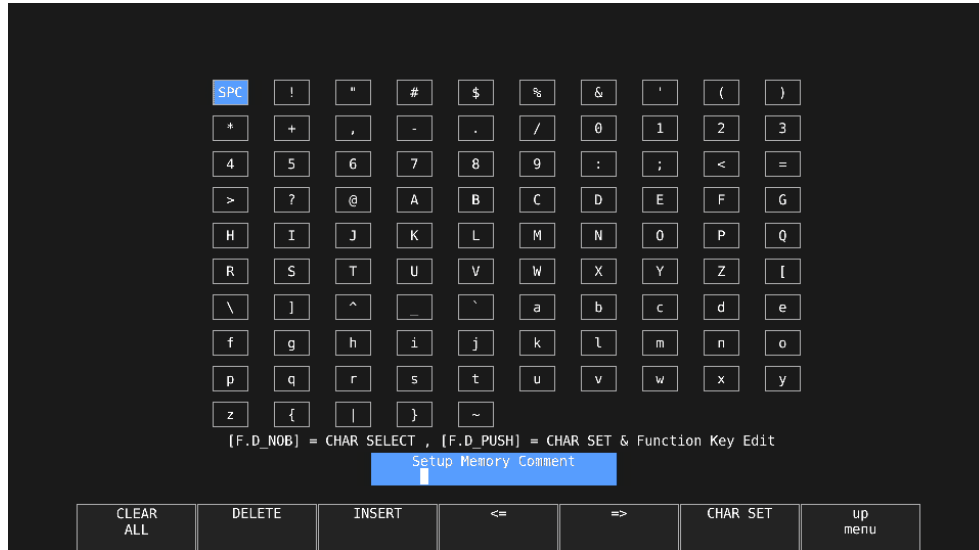 SPC ! " # $ % & ' ( )
* + , - . / 0 1 2 3
4 5 6 7 8 9 : ; < =
> ? @ A B C D E F G
H I J K L M N O P Q
R S T U V W X Y Z [
\ ] ^ _ ` a b c d e
f g h i j k l m n o
p q r s t u v w x y
z { | } ~
[F.D_NOB] = CHAR SELECT , [F.D_PUSH] = CHAR SET & Function Key Edit
Setup Memory Comment
CLEAR DELETE INSERT <= => CHAR SET up
ALL menu